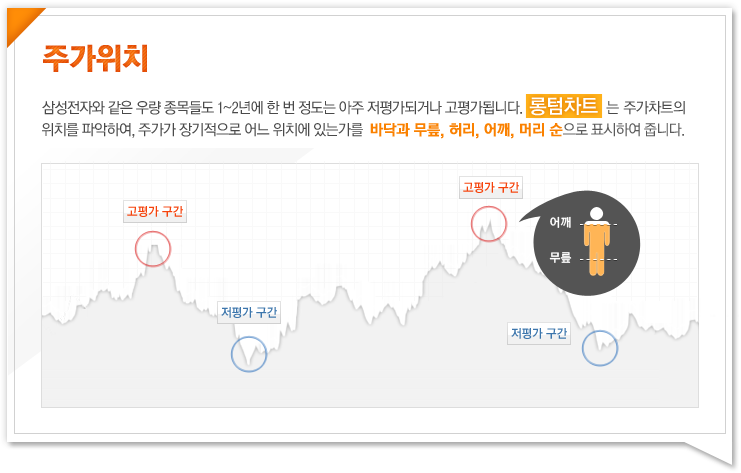 주가위치
삼성전자와 같은 우량 종목들도 1~2년에 한 번 정도는 아주 저평가되거나 고평가됩니다. 롱텀차트 는 주가차트의
위치를 파악하여, 주가가 장기적으로 어느 위치에 있는가를 바닥과 무릎, 허리, 어깨, 머리 순으로 표시하여 줍니다.
고평가 구간
고평가 구간
어깨
무릎
저평가 구간
저평가 구간